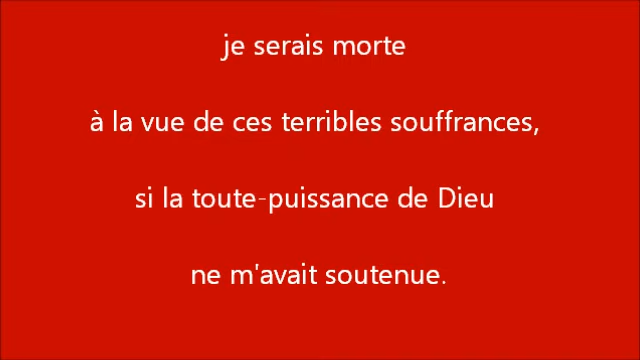 je serais morte
à la vue de ces terribles souffrances,
si la toute-puissance de Dieu
ne m'avait soutenue.